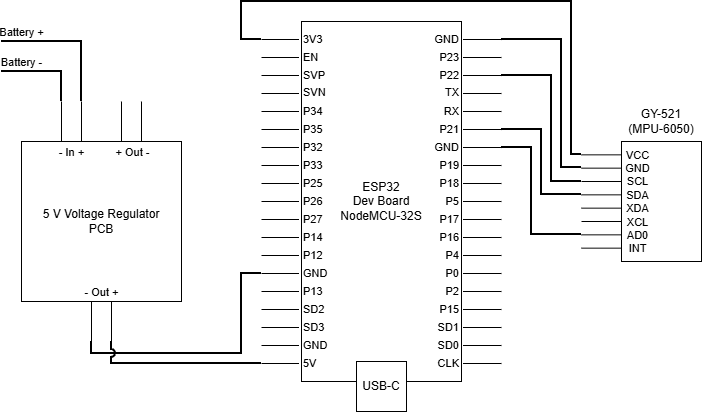 Battery +
Battery -
- In +
+ Out -
5 V Voltage Regulator
PCB
- Out +
3V3
EN
SVP
SVN
P34
P35
P32
P33
P25
P26
P27
P14
P12
GND
P13
SD2
SD3
GND
5V
ESP32
Dev Board
NodeMCU-32S
USB-C
GND
P23
P22
TX
RX
P21
GND
P19
P18
P5
P17
P16
P4
P0
P2
P15
SD1
SD0
CLK
GY-521
(MPU-6050)
VCC
GND
SCL
SDA
XDA
XCL
AD0
INT